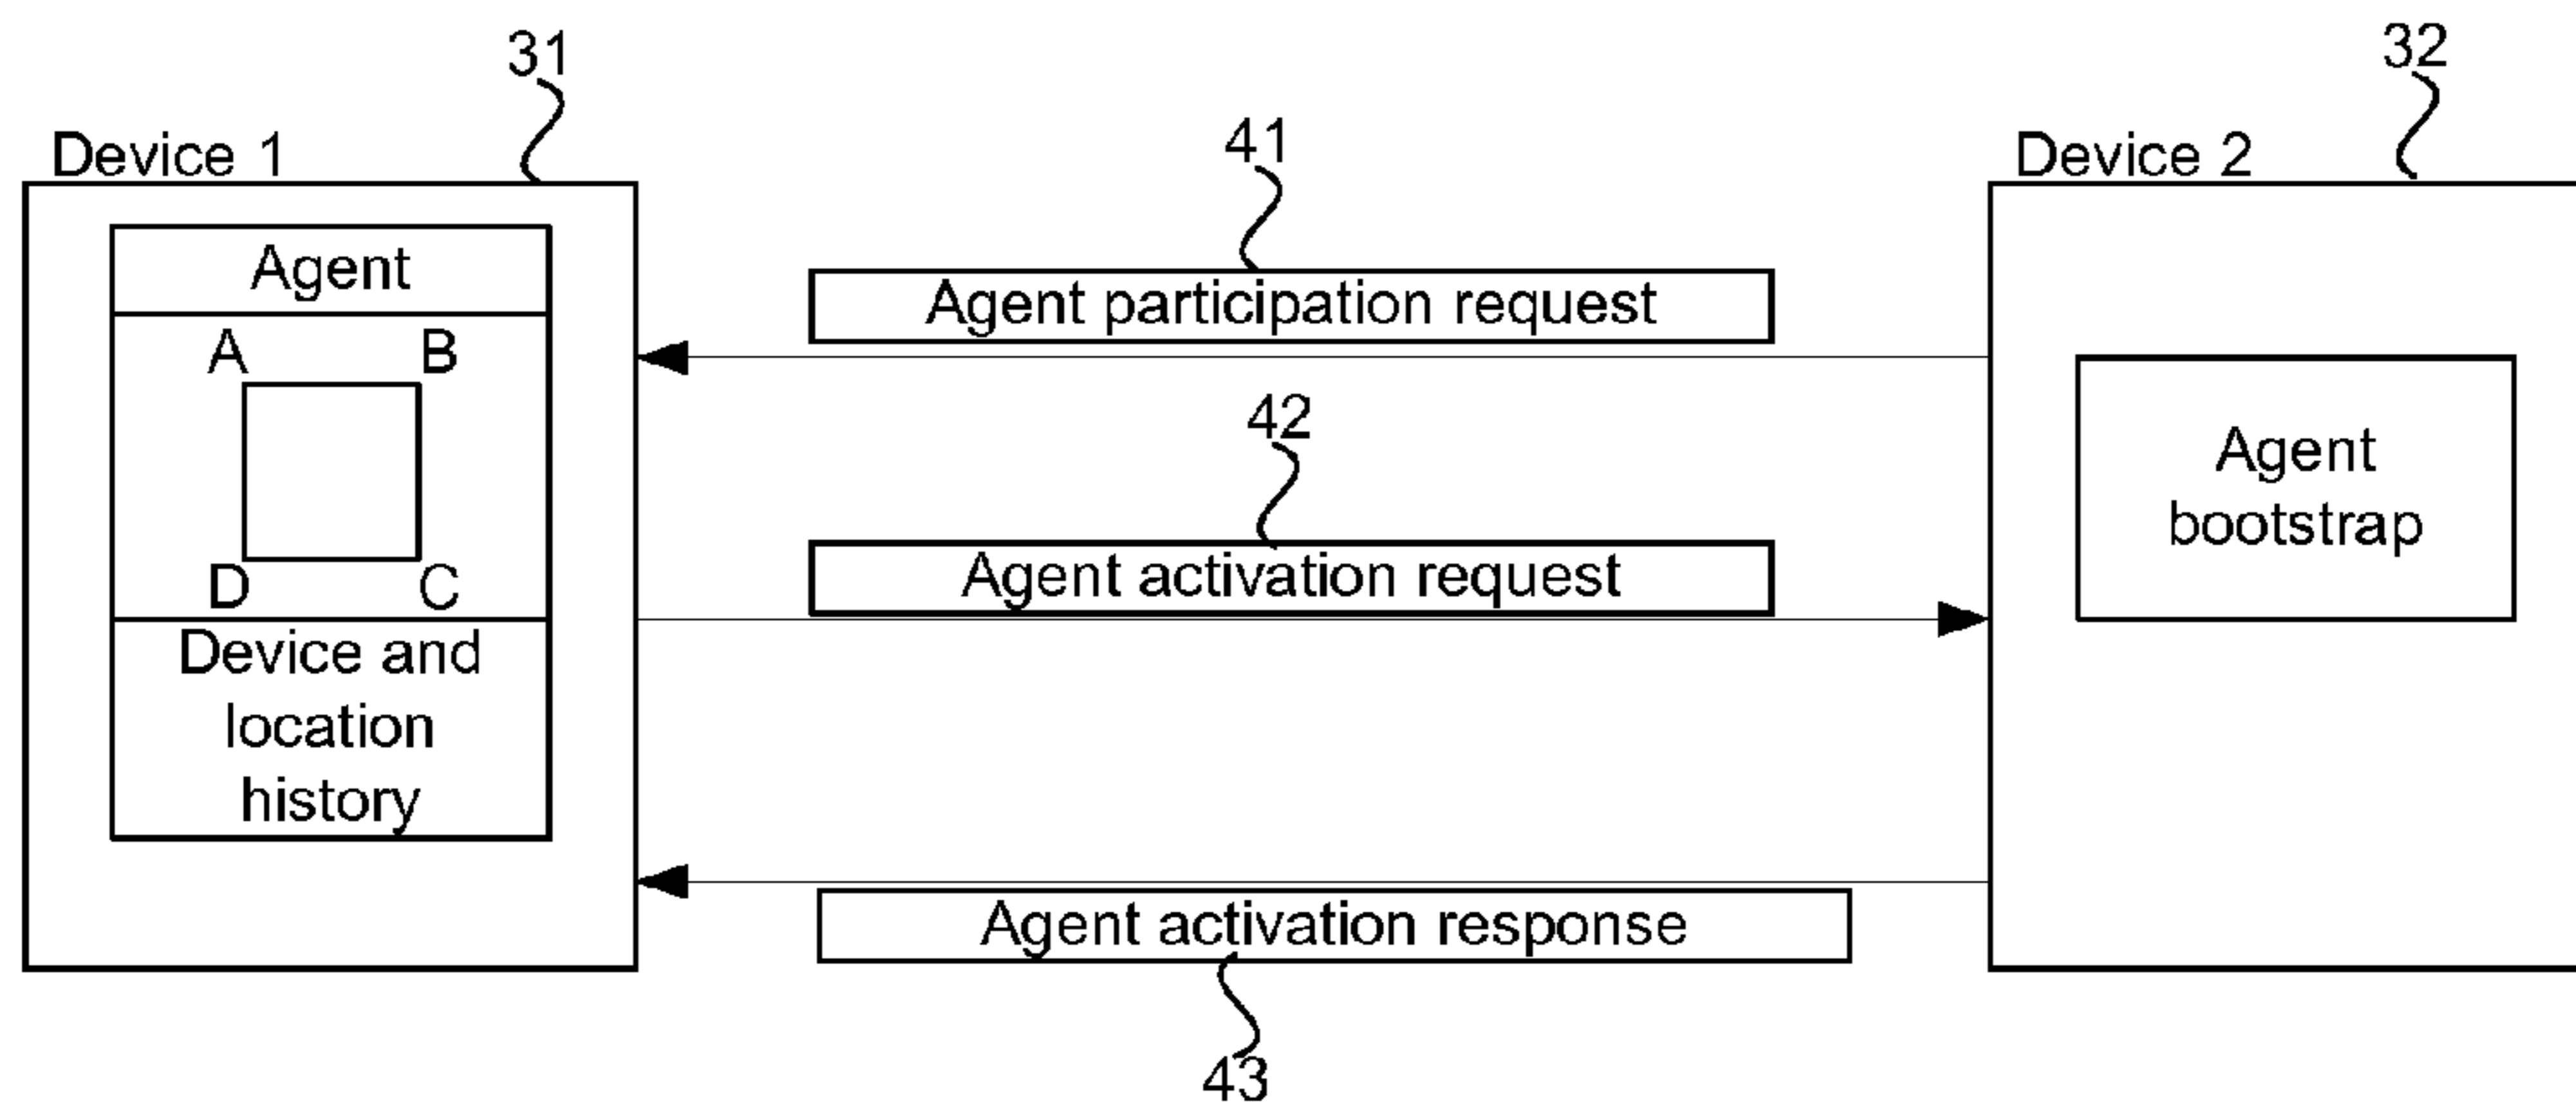 31
32
Device 1
41
Device 2
Agent
Agent participation request
A
B
42
Agent
bootstrap
Agent activation request
D
C
Device and
location
history
Agent activation response
43